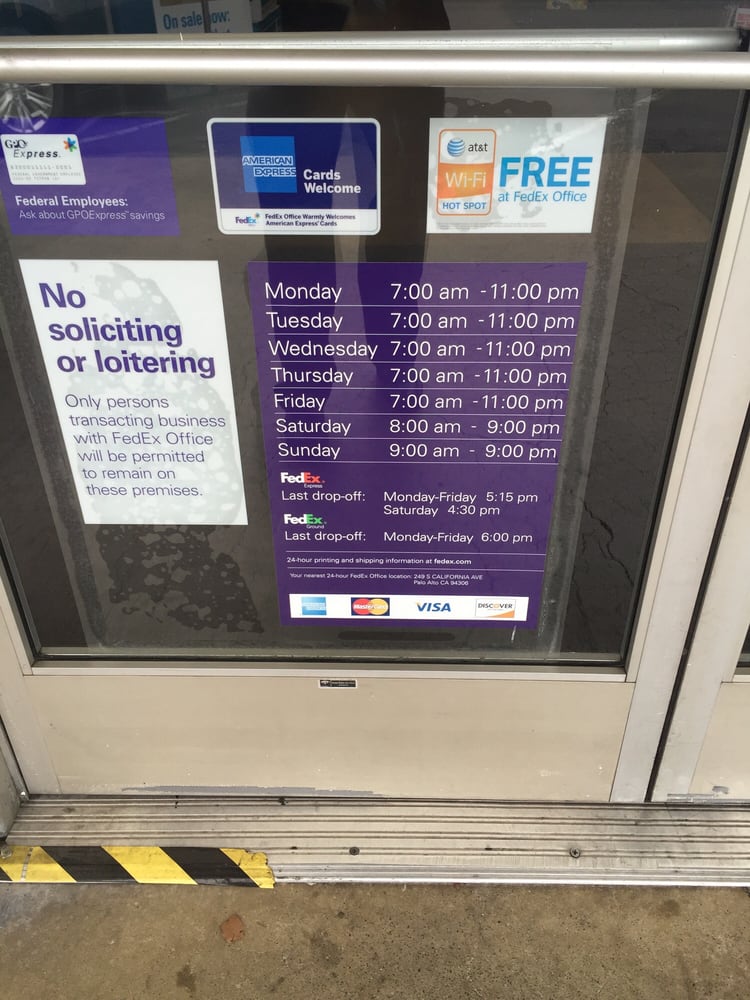 On sale now:
GPO
Express.
Federal Employees:
Ask about GPOExpress™ savings
AMERICAN
EXPRESS
Cards
Welcome
FedEx Office Warmly Welcomes
American Express® Cards
FedEx
at&t
Wi-Fi
HOT SPOT
FREE
at FedEx Office
No
soliciting
or loitering
Only persons
transacting business
with FedEx Office
will be permitted
to remain on
these premises.
Monday 7:00 am - 11:00 pm
Tuesday 7:00 am - 11:00 pm
Wednesday 7:00 am - 11:00 pm
Thursday 7:00 am - 11:00 pm
Friday 7:00 am - 11:00 pm
Saturday 8:00 am - 9:00 pm
Sunday 9:00 am - 9:00 pm
FedEx
Express
Last drop-off: Monday-Friday 5:15 pm
Saturday 4:30 pm
FedEx
Ground
Last drop-off: Monday-Friday 6:00 pm
24-hour printing and shipping information at fedex.com
Your nearest 24-hour FedEx Office location: 249 S CALIFORNIA AVE
Palo Alto CA 94306
AMERICAN EXPRESS
MasterCard
VISA
DISCOVER